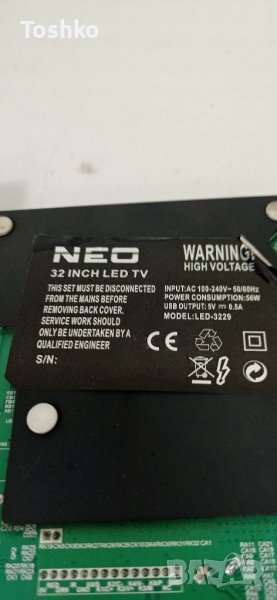 Toshko
NEO
32 INCH LED TV
THIS SET MUST BE DISCONNECTED
FROM THE MAINS BEFORE
REMOVING BACK COVER.
SERVICE WORK SHOULD
ONLY BE UNDERTAKEN BY A
QUALIFIED ENGINEER
S/N:
WARNING!
HIGH VOLTAGE
INPUT:AC 100-240V~ 50/60Hz
POWER CONSUMPTION:56W
USB OUTPUT: 5V 0.5A
MODEL:LED-3229
CE